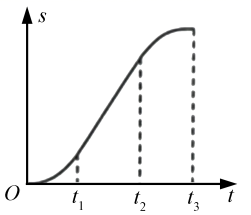 s
O t₁ t₂ t₃ t